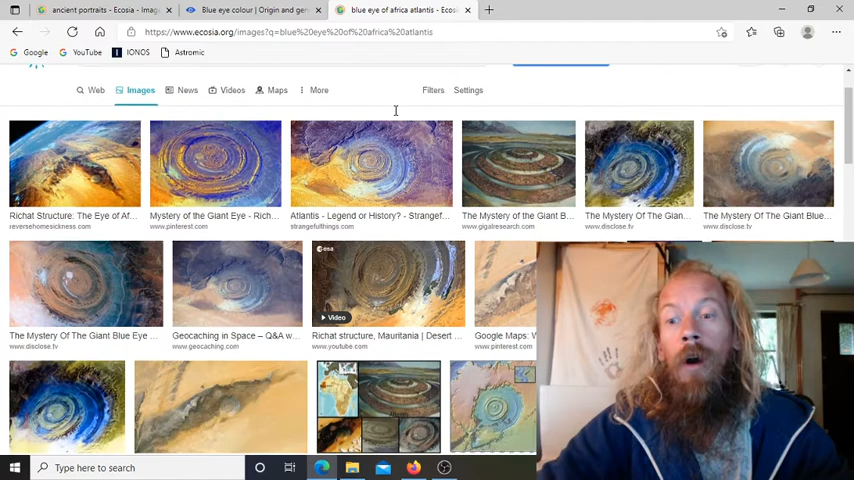 ancient portraits - Ecosia - Imag
Blue eye colour | Origin and gen
blue eye of africa atlantis - Ecosi
https://www.ecosia.org/images?q=blue%20eye%20of%20africa%20atlantis
Google
YouTube
IONOS
Astromic
Web
Images
News
Videos
Maps
More
Filters
Settings
Richat Structure: The Eye of Af...
reversehomesickness.com
Mystery of the Giant Eye - Rich...
www.pinterest.com
Atlantis - Legend or History? - Strangef...
strangefulthings.com
The Mystery of the Giant B...
www.gigalresearch.com
The Mystery Of The Gian...
www.disclose.tv
The Mystery Of The Giant Blue...
www.disclose.tv
esa
Video
The Mystery Of The Giant Blue Eye ...
www.disclose.tv
Geocaching in Space – Q&A w...
www.geocaching.com
Richat structure, Mauritania | Desert ...
www.youtube.com
Google Maps: W
www.pinterest.com
Type here to search